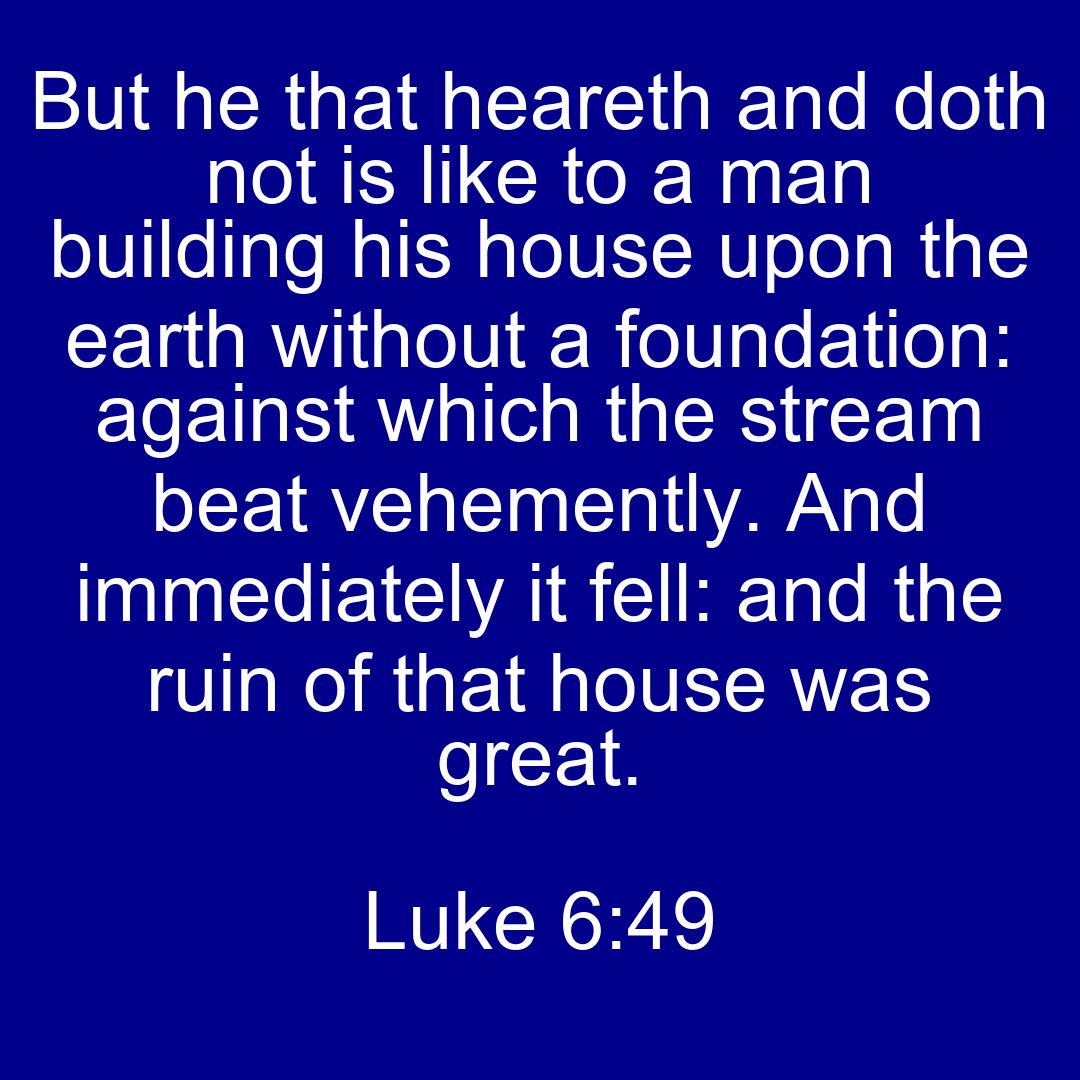 But he that heareth and doth
not is like to a man
building his house upon the
earth without a foundation:
against which the stream
beat vehemently. And
immediately it fell: and the
ruin of that house was
great.
Luke 6:49